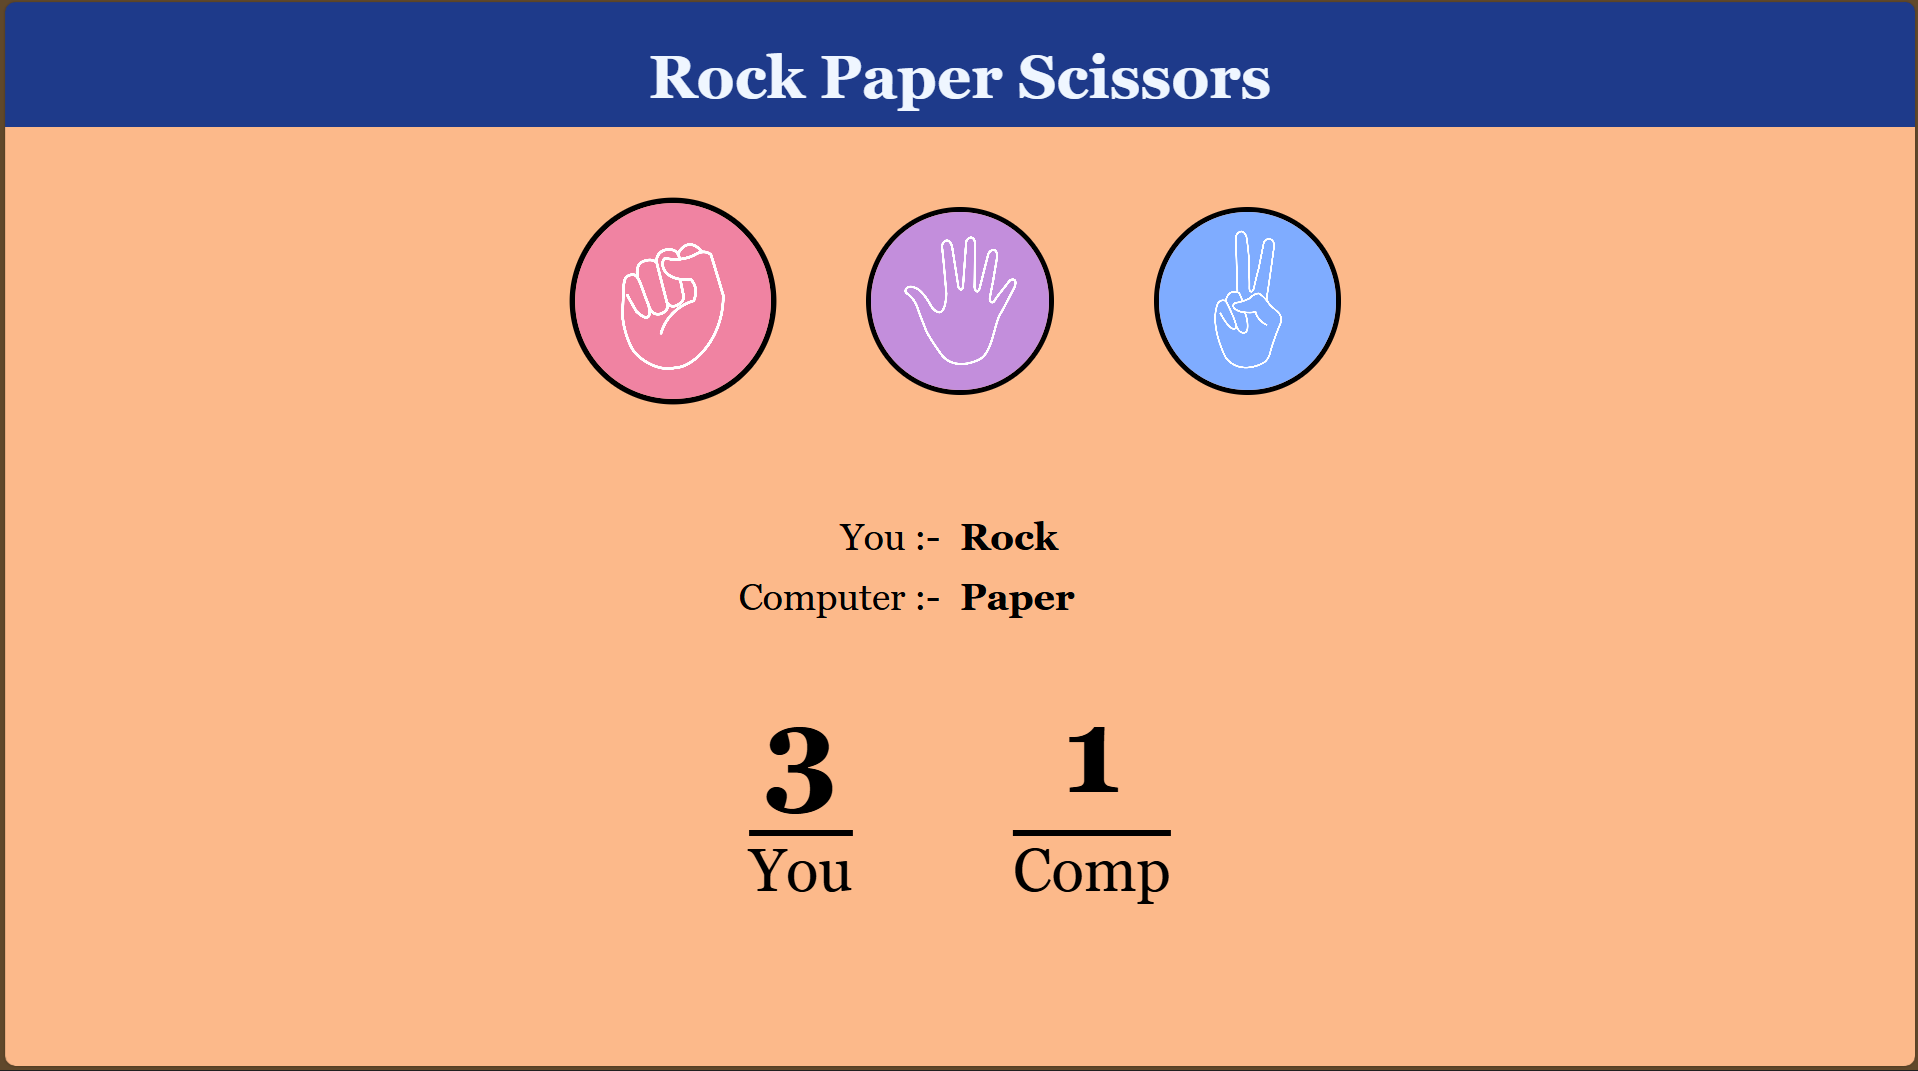 Rock Paper Scissors
You :- Rock
Computer :- Paper
3 1
You Comp